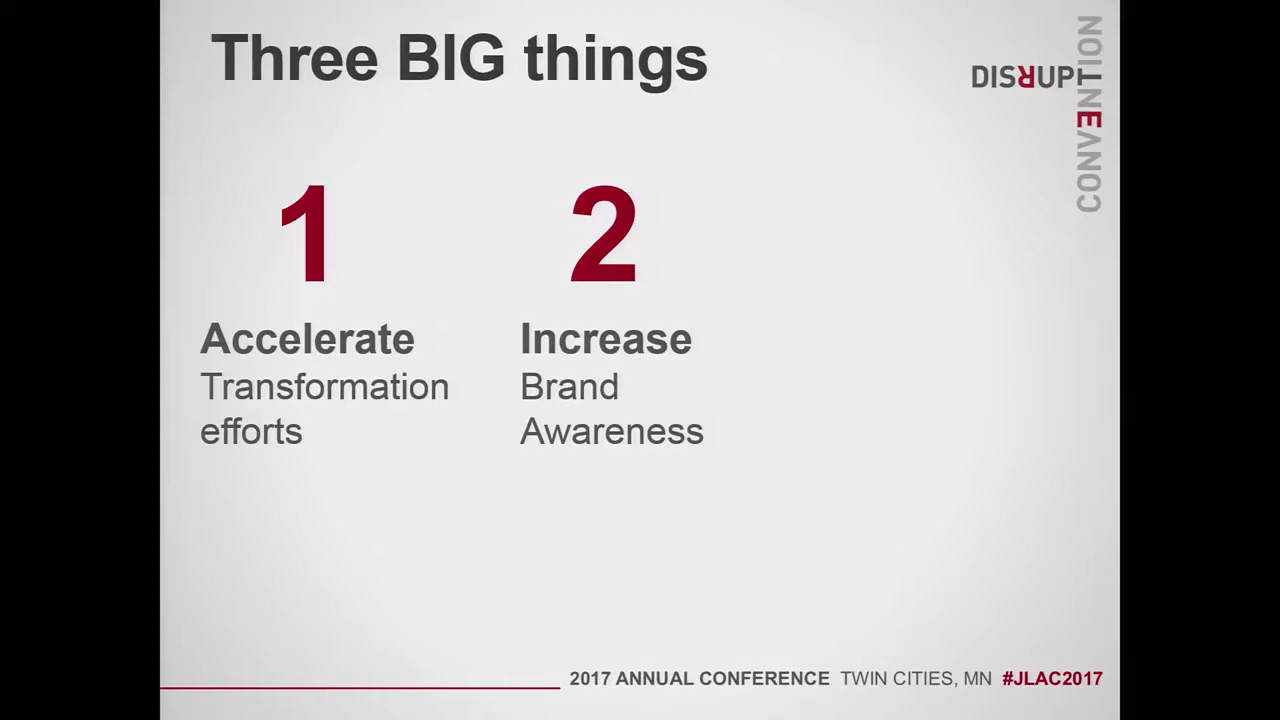 Three BIG things
DISRUPT
CONVENTION
1
Accelerate
Transformation
efforts
2
Increase
Brand
Awareness
2017 ANNUAL CONFERENCE TWIN CITIES, MN #JLAC2017